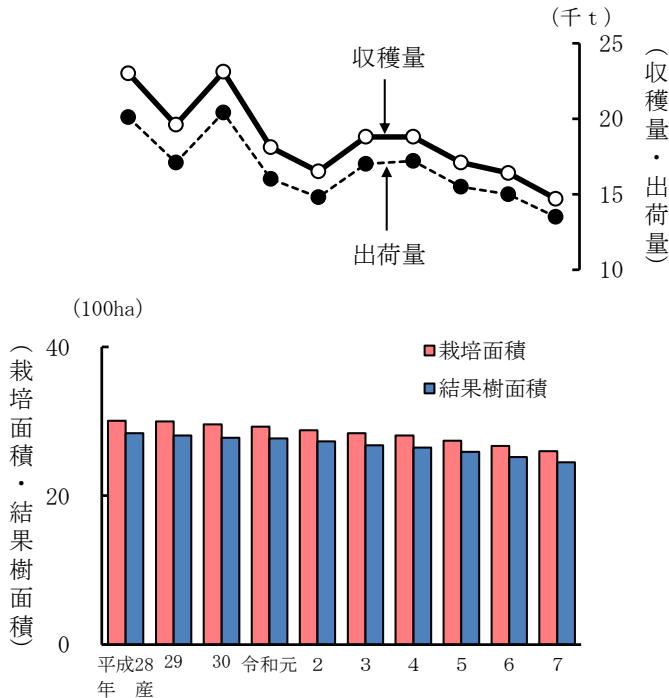 (千ｔ)
25
20
15
10
(収穫量・出荷量)
収穫量
出荷量
(100ha)
(栽培面積・結果樹面積)
40
20
0
栽培面積
結果樹面積
平成28 29 30 令和元 2 3 4 5 6 7
年 産